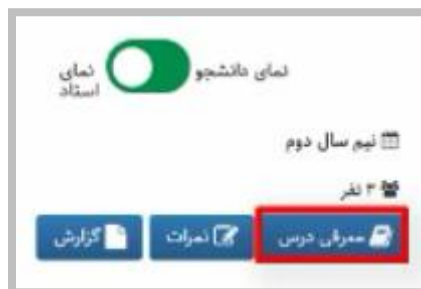 نمای دانشجو
نمای استاد
نیم سال دوم
۳ نفر
معرفی درس
نمرات
گزارش